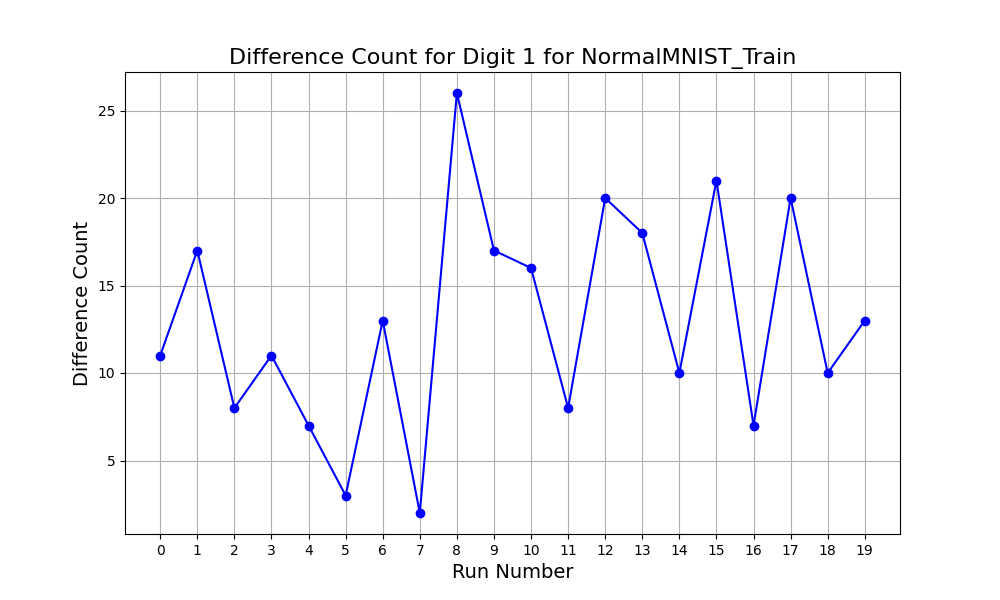 Difference Count for Digit 1 for NormalMNIST_Train
Difference Count
25
20
15
10
5
0 1 2 3 4 5 6 7 8 9 10 11 12 13 14 15 16 17 18 19
Run Number